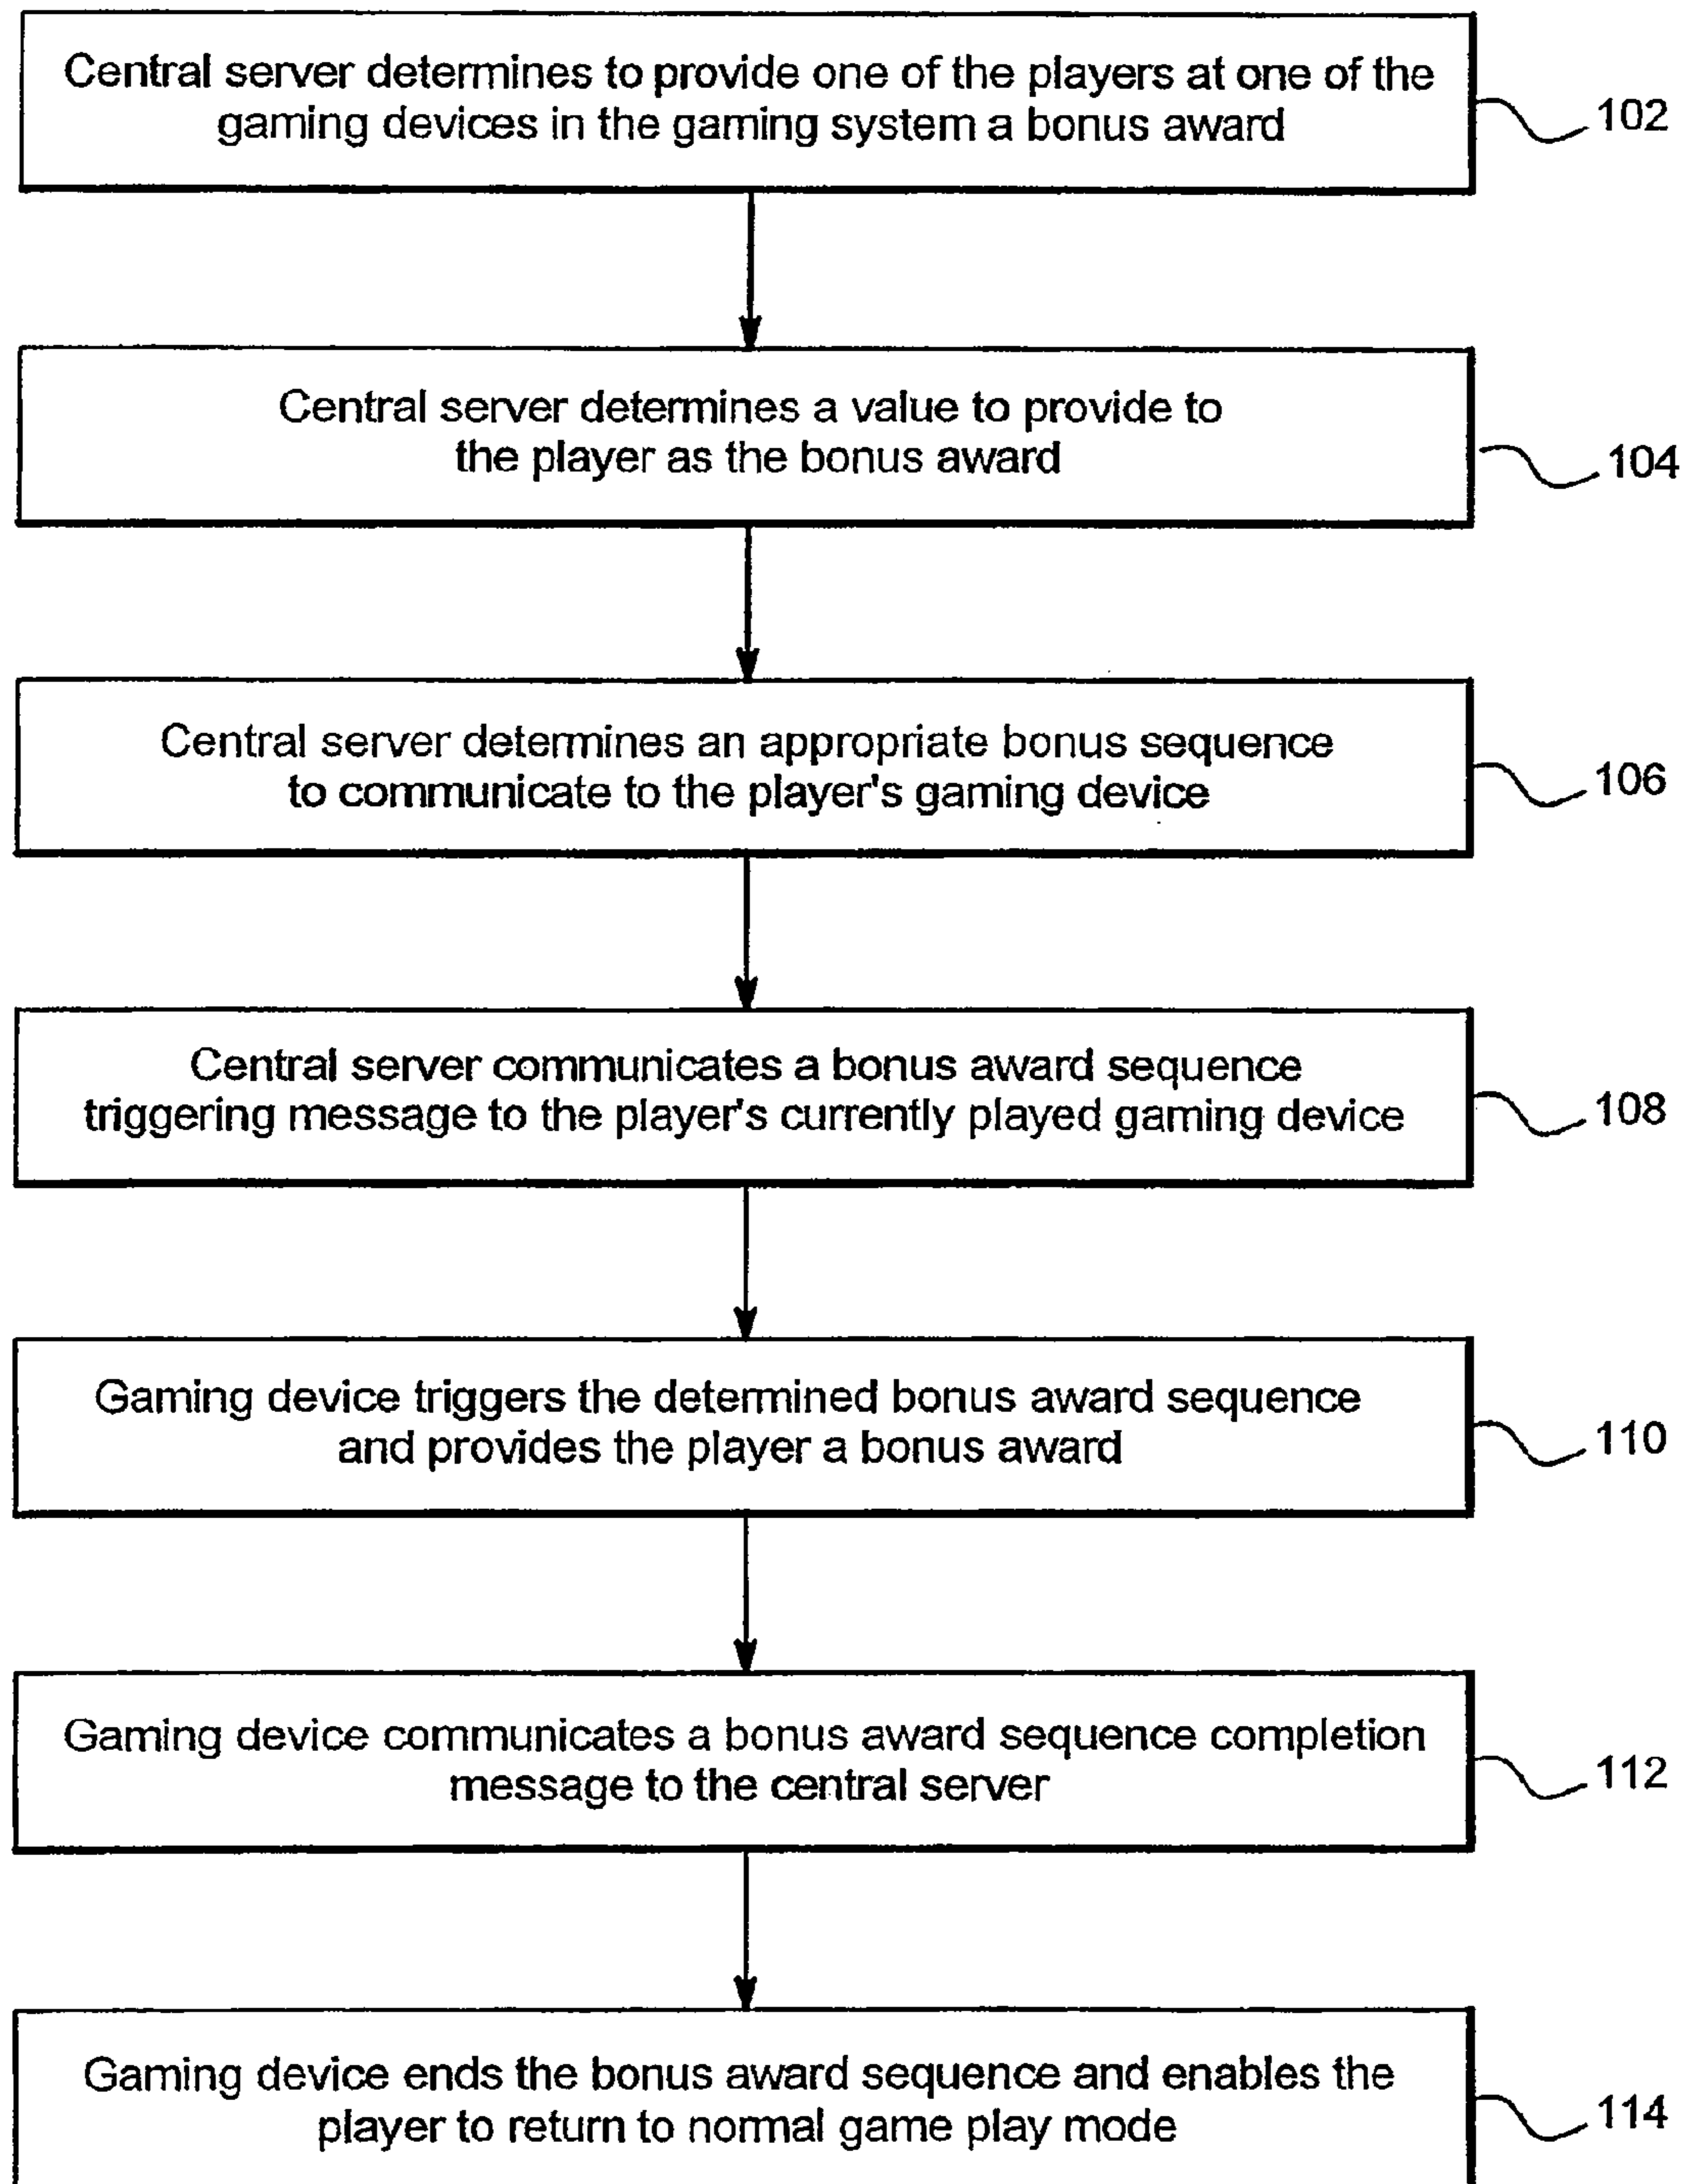 Central server determines to provide one of the players at one of the
gaming devices in the gaming system a bonus award
102
Central server determines a value to provide to
the player as the bonus award
104
Central server determines an appropriate bonus sequence
to communicate to the player's gaming device
106
Central server communicates a bonus award sequence
triggering message to the player's currently played gaming device
108
Gaming device triggers the determined bonus award sequence
and provides the player a bonus award
110
Gaming device communicates a bonus award sequence completion
message to the central server
112
Gaming device ends the bonus award sequence and enables the
player to return to normal game play mode
114